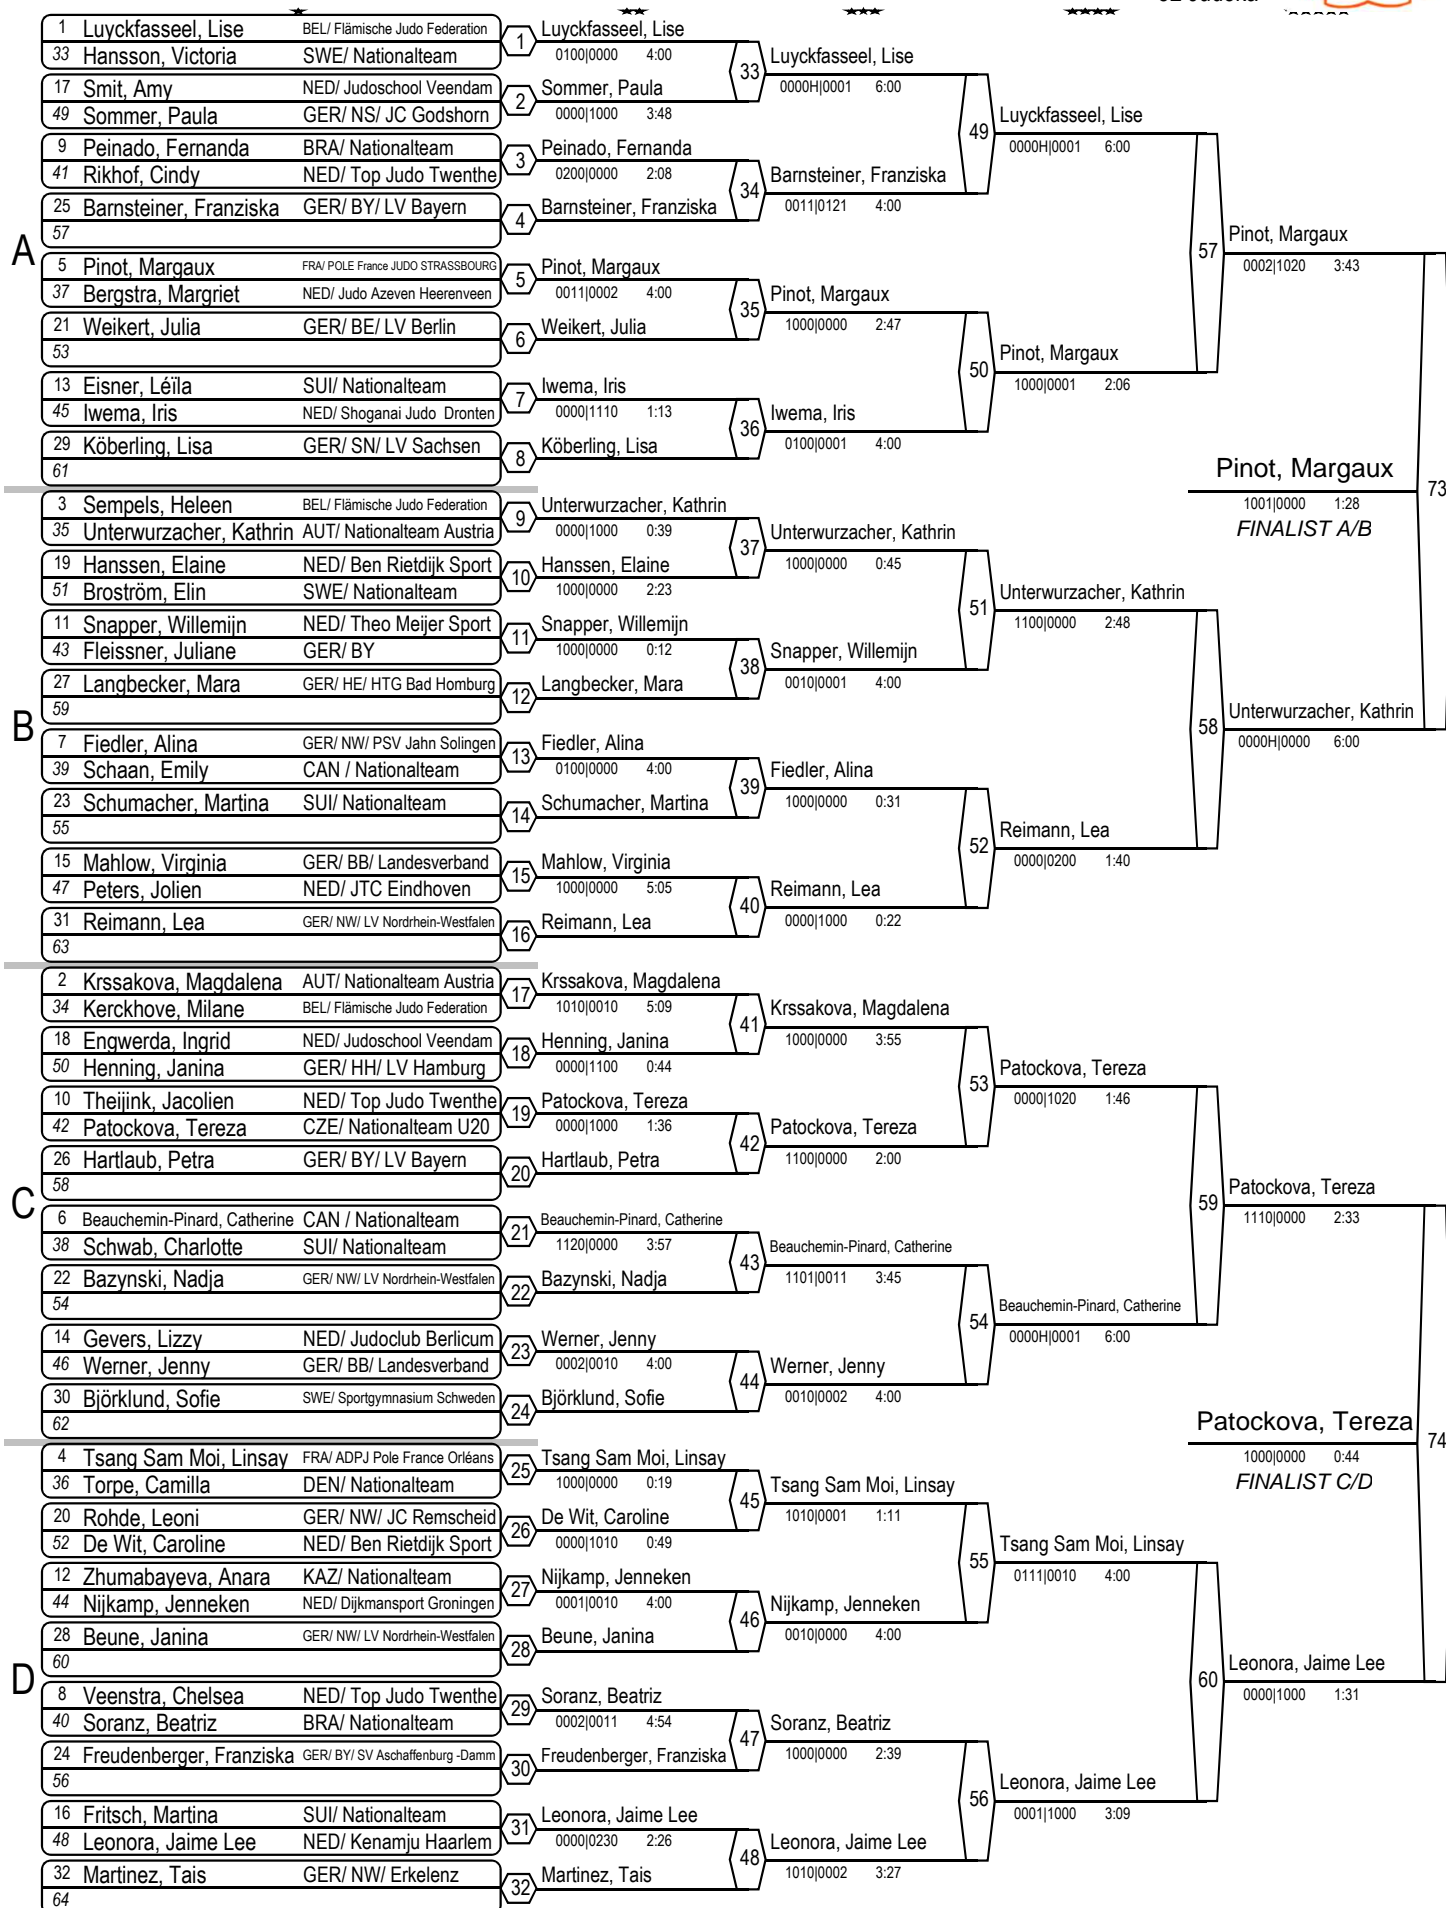 1 Luyckfasseel, Lise BEL/ Flämische Judo Federation
33 Hansson, Victoria SWE/ Nationalteam
17 Smit, Amy NED/ Judoschool Veendam
49 Sommer, Paula GER/ NS/ JC Godshorn
9 Peinado, Fernanda BRA/ Nationalteam
41 Rikhof, Cindy NED/ Top Judo Twenthe
25 Barnsteiner, Franziska GER/ BY/ LV Bayern
57
A
5 Pinot, Margaux FRA/ POLE France JUDO STRASSBOURG
37 Bergstra, Margriet NED/ Judo Azeven Heerenveen
21 Weikert, Julia GER/ BE/ LV Berlin
53
13 Eisner, Léïla SUI/ Nationalteam
45 Iwema, Iris NED/ Shoganai Judo Dronten
29 Köberling, Lisa GER/ SN/ LV Sachsen
61
3 Sempels, Heleen BEL/ Flämische Judo Federation
35 Unterwurzacher, Kathrin AUT/ Nationalteam Austria
19 Hanssen, Elaine NED/ Ben Rietdijk Sport
51 Broström, Elin SWE/ Nationalteam
11 Snapper, Willemijn NED/ Theo Meijer Sport
43 Fleissner, Juliane GER/ BY
27 Langbecker, Mara GER/ HE/ HTG Bad Homburg
59
B
7 Fiedler, Alina GER/ NW/ PSV Jahn Solingen
39 Schaan, Emily CAN / Nationalteam
23 Schumacher, Martina SUI/ Nationalteam
55
15 Mahlow, Virginia GER/ BB/ Landesverband
47 Peters, Jolien NED/ JTC Eindhoven
31 Reimann, Lea GER/ NW/ LV Nordrhein-Westfalen
63
2 Krssakova, Magdalena AUT/ Nationalteam Austria
34 Kerckhove, Milane BEL/ Flämische Judo Federation
18 Engwerda, Ingrid NED/ Judoschool Veendam
50 Henning, Janina GER/ HH/ LV Hamburg
10 Theijink, Jacolien NED/ Top Judo Twenthe
42 Patockova, Tereza CZE/ Nationalteam U20
26 Hartlaub, Petra GER/ BY/ LV Bayern
58
C
6 Beauchemin-Pinard, Catherine CAN / Nationalteam
38 Schwab, Charlotte SUI/ Nationalteam
22 Bazynski, Nadja GER/ NW/ LV Nordrhein-Westfalen
54
14 Gevers, Lizzy NED/ Judoclub Berlicum
46 Werner, Jenny GER/ BB/ Landesverband
30 Björklund, Sofie SWE/ Sportgymnasium Schweden
62
4 Tsang Sam Moi, Linsay FRA/ ADPJ Pole France Orléans
36 Torpe, Camilla DEN/ Nationalteam
20 Rohde, Leoni GER/ NW/ JC Remscheid
52 De Wit, Caroline NED/ Ben Rietdijk Sport
12 Zhumabayeva, Anara KAZ/ Nationalteam
44 Nijkamp, Jenneken NED/ Dijkmansport Groningen
28 Beune, Janina GER/ NW/ LV Nordrhein-Westfalen
60
D
8 Veenstra, Chelsea NED/ Top Judo Twenthe
40 Soranz, Beatriz BRA/ Nationalteam
24 Freudenberger, Franziska GER/ BY/ SV Aschaffenburg -Damm
56
16 Fritsch, Martina SUI/ Nationalteam
48 Leonora, Jaime Lee NED/ Kenamju Haarlem
32 Martinez, Tais GER/ NW/ Erkelenz
64
1 Luyckfasseel, Lise
0100|0000 4:00
2 Sommer, Paula
0000|1000 3:48
3 Peinado, Fernanda
0200|0000 2:08
4 Barnsteiner, Franziska
5 Pinot, Margaux
0011|0002 4:00
6 Weikert, Julia
7 Iwema, Iris
0000|1110 1:13
8 Köberling, Lisa
9 Unterwurzacher, Kathrin
0000|1000 0:39
10 Hanssen, Elaine
1000|0000 2:23
11 Snapper, Willemijn
1000|0000 0:12
12 Langbecker, Mara
13 Fiedler, Alina
0100|0000 4:00
14 Schumacher, Martina
15 Mahlow, Virginia
1000|0000 5:05
16 Reimann, Lea
17 Krssakova, Magdalena
1010|0010 5:09
18 Henning, Janina
0000|1100 0:44
19 Patockova, Tereza
0000|1000 1:36
20 Hartlaub, Petra
21 Beauchemin-Pinard, Catherine
1120|0000 3:57
22 Bazynski, Nadja
23 Werner, Jenny
0002|0010 4:00
24 Björklund, Sofie
25 Tsang Sam Moi, Linsay
1000|0000 0:19
26 De Wit, Caroline
0000|1010 0:49
27 Nijkamp, Jenneken
0001|0010 4:00
28 Beune, Janina
29 Soranz, Beatriz
0002|0011 4:54
30 Freudenberger, Franziska
31 Leonora, Jaime Lee
0000|0230 2:26
32 Martinez, Tais
33 Luyckfasseel, Lise
0000H|0001 6:00
34 Barnsteiner, Franziska
0011|0121 4:00
35 Pinot, Margaux
1000|0000 2:47
36 Iwema, Iris
0100|0001 4:00
37 Unterwurzacher, Kathrin
1000|0000 0:45
38 Snapper, Willemijn
0010|0001 4:00
39 Fiedler, Alina
1000|0000 0:31
40 Reimann, Lea
0000|1000 0:22
41 Krssakova, Magdalena
1000|0000 3:55
42 Patockova, Tereza
1100|0000 2:00
43 Beauchemin-Pinard, Catherine
1101|0011 3:45
44 Werner, Jenny
0010|0002 4:00
45 Tsang Sam Moi, Linsay
1010|0001 1:11
46 Nijkamp, Jenneken
0010|0000 4:00
47 Soranz, Beatriz
1000|0000 2:39
48 Leonora, Jaime Lee
1010|0002 3:27
49 Luyckfasseel, Lise
0000H|0001 6:00
50 Pinot, Margaux
1000|0001 2:06
51 Unterwurzacher, Kathrin
1100|0000 2:48
52 Reimann, Lea
0000|0200 1:40
53 Patockova, Tereza
0000|1020 1:46
54 Beauchemin-Pinard, Catherine
0000H|0001 6:00
55 Tsang Sam Moi, Linsay
0111|0010 4:00
56 Leonora, Jaime Lee
0001|1000 3:09
57 Pinot, Margaux
0002|1020 3:43
58 Unterwurzacher, Kathrin
0000H|0000 6:00
59 Patockova, Tereza
1110|0000 2:33
60 Leonora, Jaime Lee
0000|1000 1:31
Pinot, Margaux 73
1001|0000 1:28
FINALIST A/B
Patockova, Tereza 74
1000|0000 0:44
FINALIST C/D